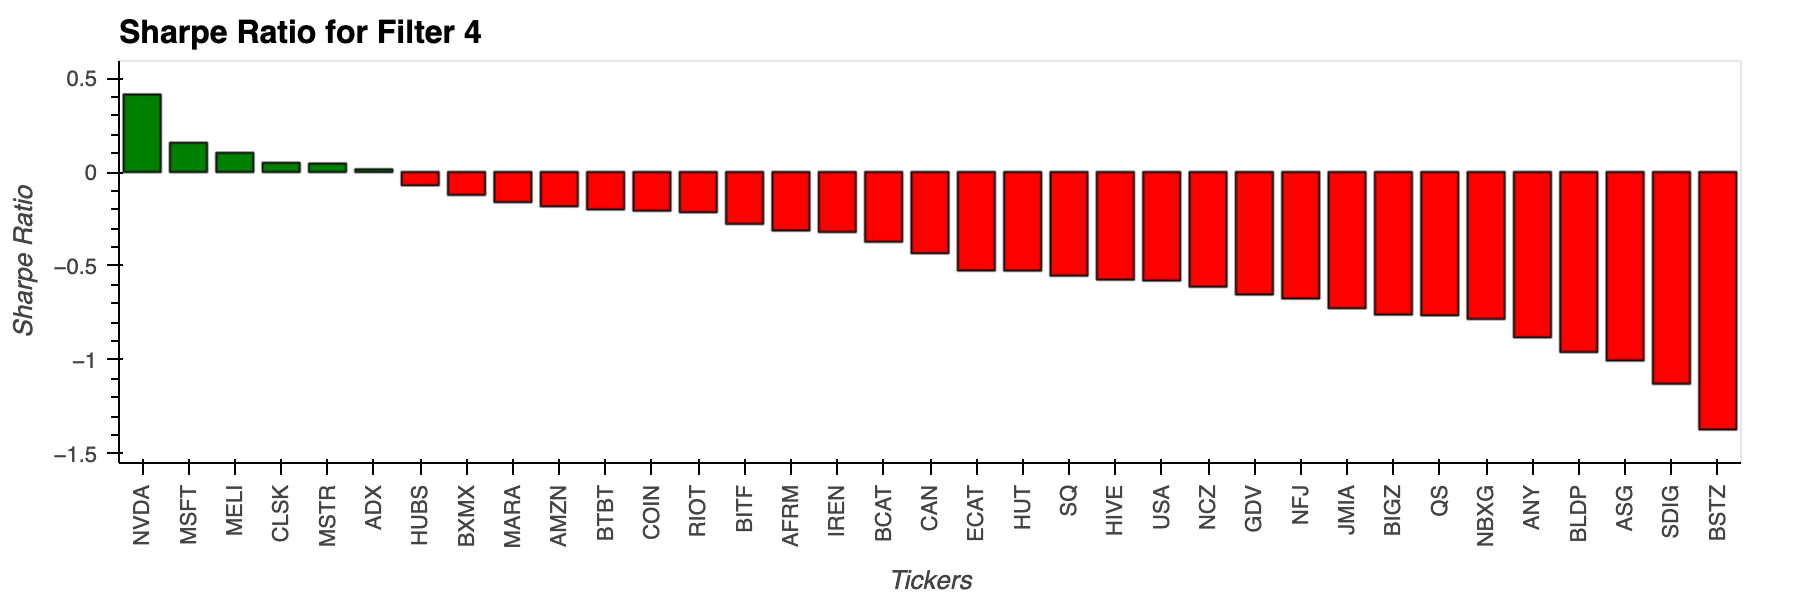 Sharpe Ratio for Filter 4
0.5
0
−0.5
−1
−1.5
Sharpe Ratio
NVDA
MSFT
MELI
CLSK
MSTR
ADX
HUBS
BXMX
MARA
AMZN
BTBT
COIN
RIOT
BITF
AFRM
IREN
BCAT
CAN
ECAT
HUT
SQ
HIVE
USA
NCZ
GDV
NFJ
JMIA
BIGZ
QS
NBXG
ANY
BLDP
ASG
SDIG
BSTZ
Tickers